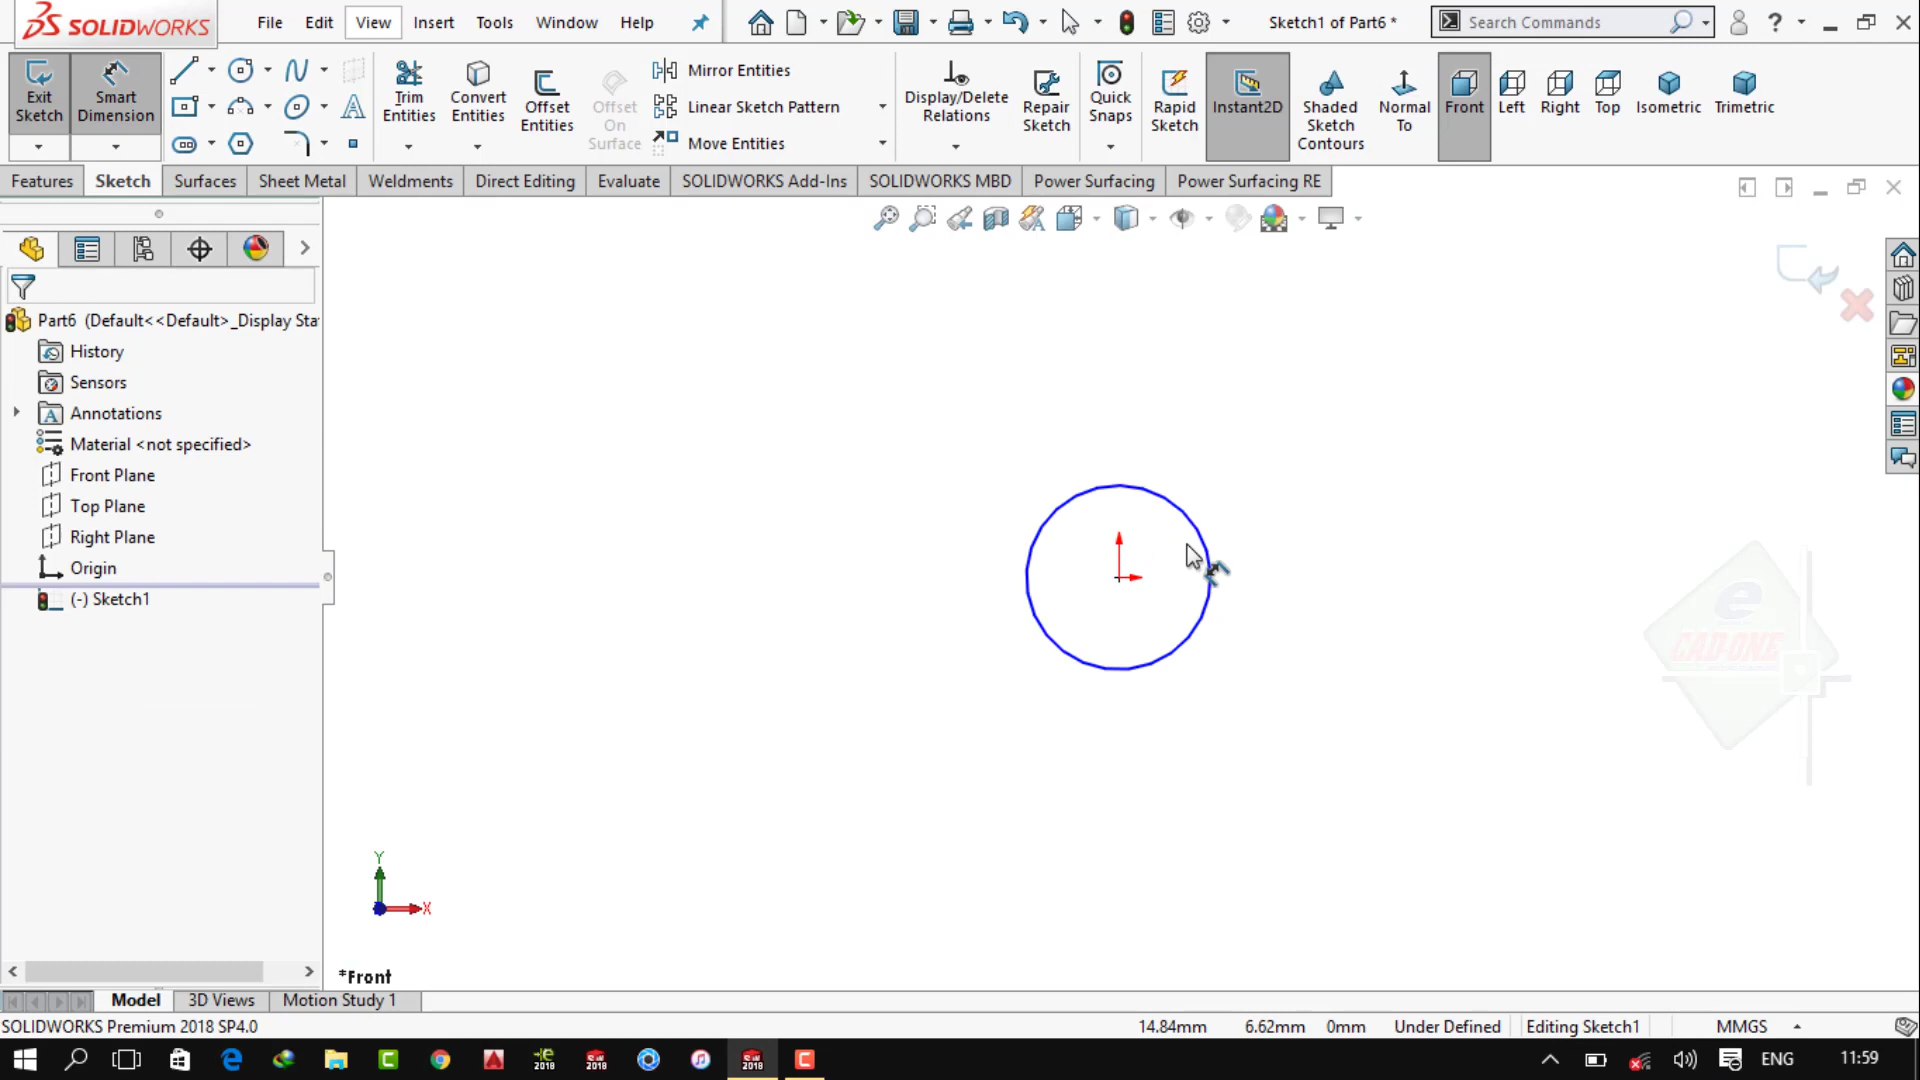 SOLIDWORKS File Edit View Insert Tools Window Help Sketch1 of Part6 * Search Commands ?
Exit Sketch
Smart Dimension
Trim Entities
Convert Entities
Offset Entities
Offset On Surface
Mirror Entities
Linear Sketch Pattern
Move Entities
Display/Delete Relations
Repair Sketch
Quick Snaps
Rapid Sketch
Instant2D
Shaded Sketch Contours
Normal To
Front
Left
Right
Top
Isometric
Trimetric
Features Sketch Surfaces Sheet Metal Weldments Direct Editing Evaluate SOLIDWORKS Add-Ins SOLIDWORKS MBD Power Surfacing Power Surfacing RE
Part6 (Default<<Default>_Display Sta
History
Sensors
Annotations
Material <not specified>
Front Plane
Top Plane
Right Plane
Origin
(-) Sketch1
e
CAD-ONE
Y
X
*Front
Model 3D Views Motion Study 1
SOLIDWORKS Premium 2018 SP4.0 14.84mm 6.62mm 0mm Under Defined Editing Sketch1 MMGS
ENG 11:59